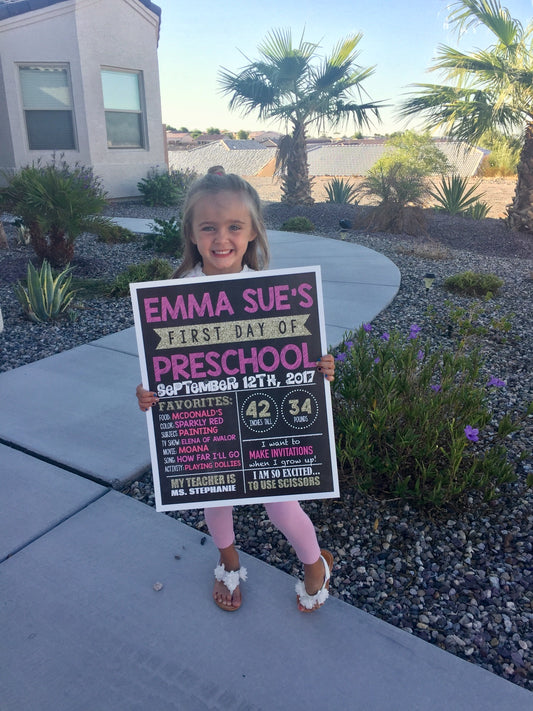 EMMA SUE'S
FIRST DAY OF
PRESCHOOL
SEPTEMBER 12TH, 2017
FAVORITES:
FOOD: MCDONALD'S
COLOR: SPARKLY RED
SUBJECT: PAINTING
TV SHOW: ELENA OF AVALOR
MOVIE: MOANA
SONG: HOW FAR I'LL GO
ACTIVITY: PLAYING DOLLIES
MY TEACHER IS
MS. STEPHANIE
42
INCHES TALL
34
POUNDS
I want to
MAKE INVITATIONS
when I grow up!
I AM SO EXCITED...
TO USE SCISSORS